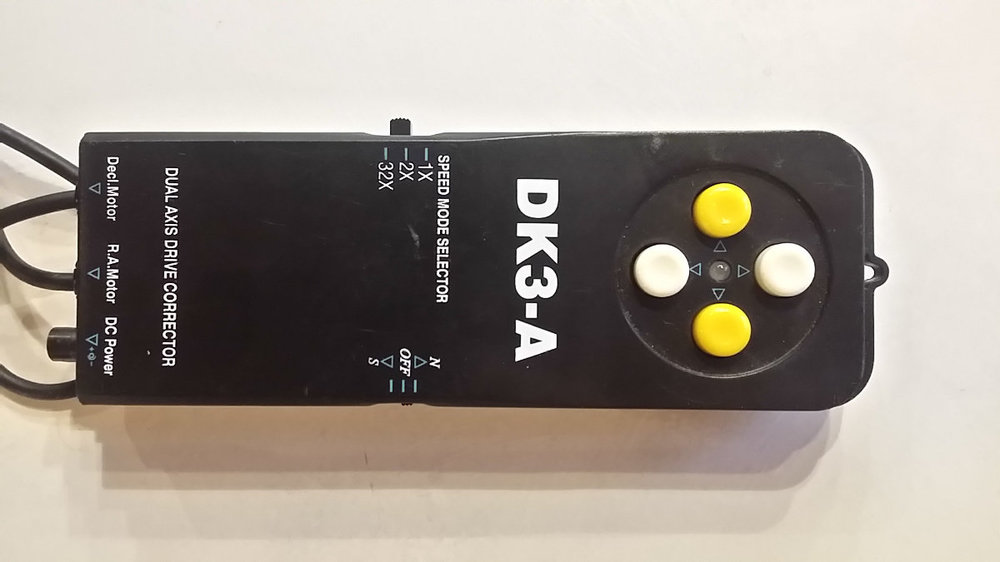 DK3-A
SPEED MODE SELECTOR
1X
2X
32X
N
OFF
S
DUAL AXIS DRIVE CORRECTOR
Decl.Motor R.A.Motor DC Power